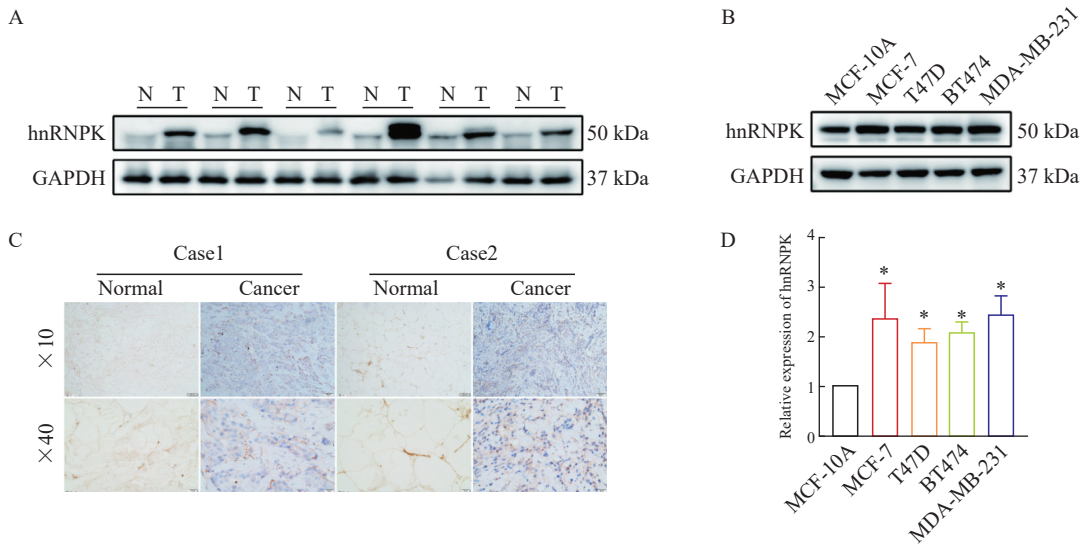 A
N T N T N T N T N T N T
hnRNPK 50 kDa
GAPDH 37 kDa
B
MCF-10A MCF-7 T47D BT474 MDA-MB-231
hnRNPK 50 kDa
GAPDH 37 kDa
C
Case1 Case2
Normal Cancer Normal Cancer
×10
×40
D
Relative expression of hnRNPK
4
3
2
1
0
* * * *
MCF-10A MCF-7 T47D BT474 MDA-MB-231